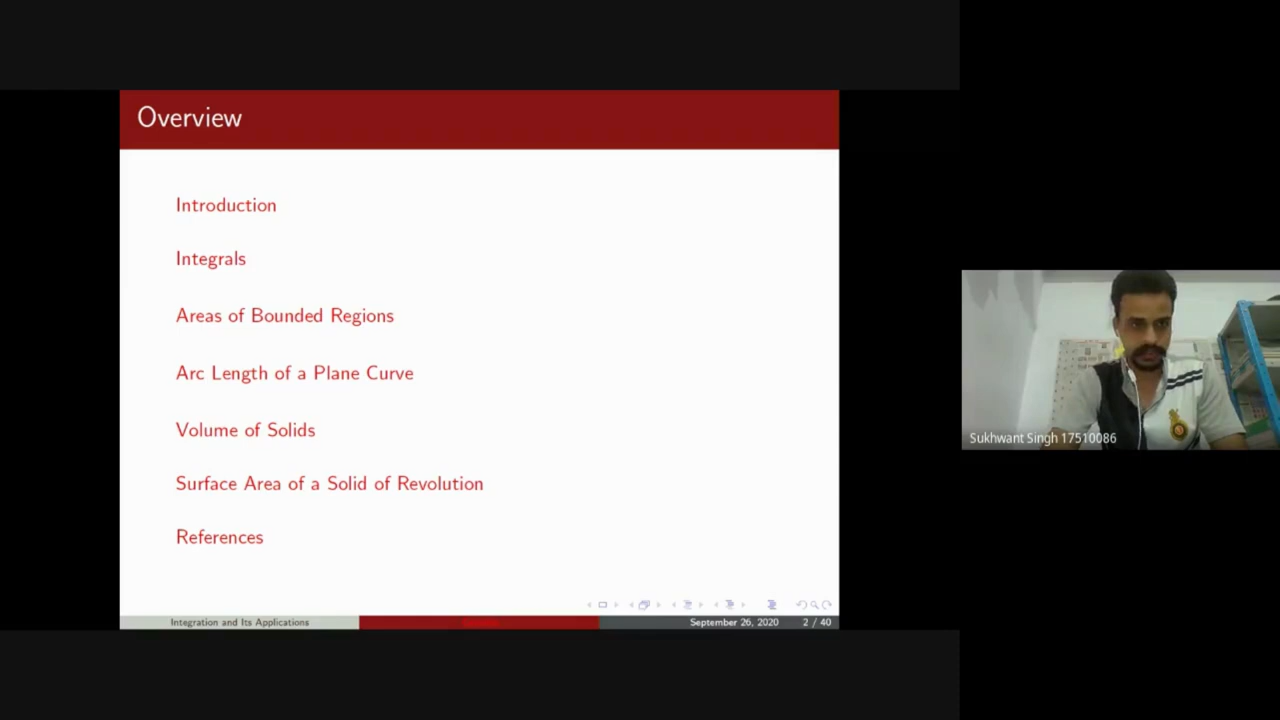 Overview
Introduction
Integrals
Areas of Bounded Regions
Arc Length of a Plane Curve
Volume of Solids
Surface Area of a Solid of Revolution
References
Integration and Its Applications
September 26, 2020
2 / 40
Sukhwant Singh 17510086